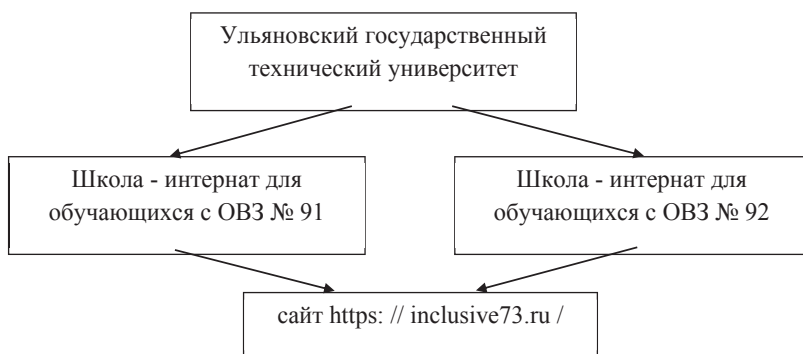 Ульяновский государственный
технический университет
Школа - интернат для
обучающихся с ОВЗ № 91
Школа - интернат для
обучающихся с ОВЗ № 92
сайт https: // inclusive73.ru /